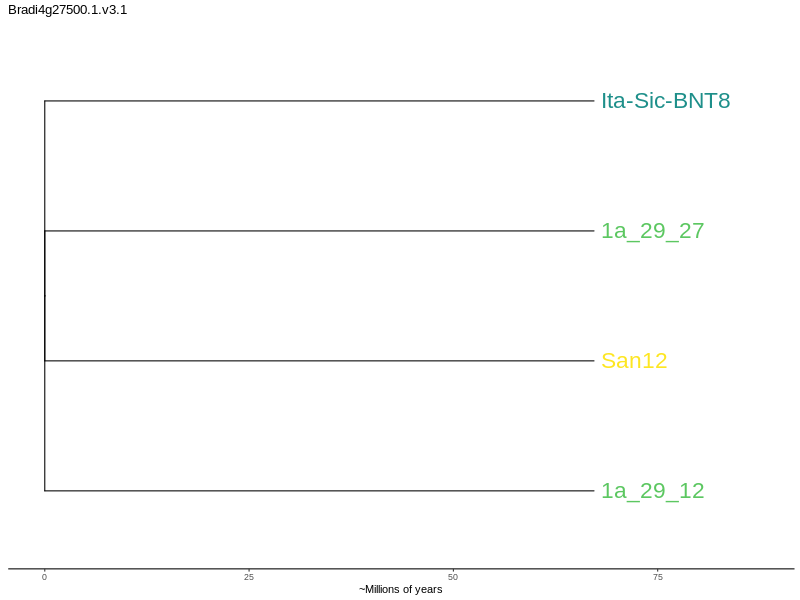 Bradi4g27500.1.v3.1
Ita-Sic-BNT8
1a_29_27
San12
1a_29_12
0 25 50 75
~Millions of years